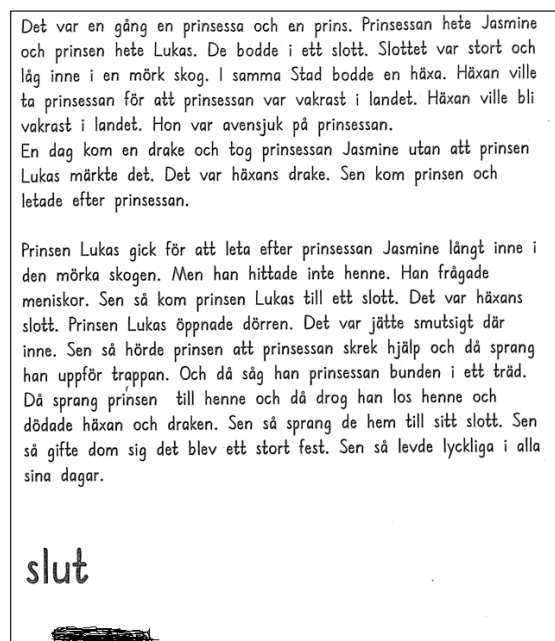 Det var en gång en prinsessa och en prins. Prinsessan hete Jasmine
och prinsen hete Lukas. De bodde i ett slott. Slottet var stort och
låg inne i en mörk skog. I samma Stad bodde en häxa. Häxan ville
ta prinsessan för att prinsessan var vakrast i landet. Häxan ville bli
vakrast i landet. Hon var avensjuk på prinsessan.
En dag kom en drake och tog prinsessan Jasmine utan att prinsen
Lukas märkte det. Det var häxans drake. Sen kom prinsen och
letade efter prinsessan.

Prinsen Lukas gick för att leta efter prinsessan Jasmine långt inne i
den mörka skogen. Men han hittade inte henne. Han frågade
meniskor. Sen så kom prinsen Lukas till ett slott. Det var häxans
slott. Prinsen Lukas öppnade dörren. Det var jätte smutsigt där
inne. Sen så hörde prinsen att prinsessan skrek hjälp och då sprang
han uppför trappan. Och då såg han prinsessan bunden i ett träd.
Då sprang prinsen till henne och då drog han los henne och
dödade häxan och draken. Sen så sprang de hem till sitt slott. Sen
så gifte dom sig det blev ett stort fest. Sen så levde lyckliga i alla
sina dagar.

slut